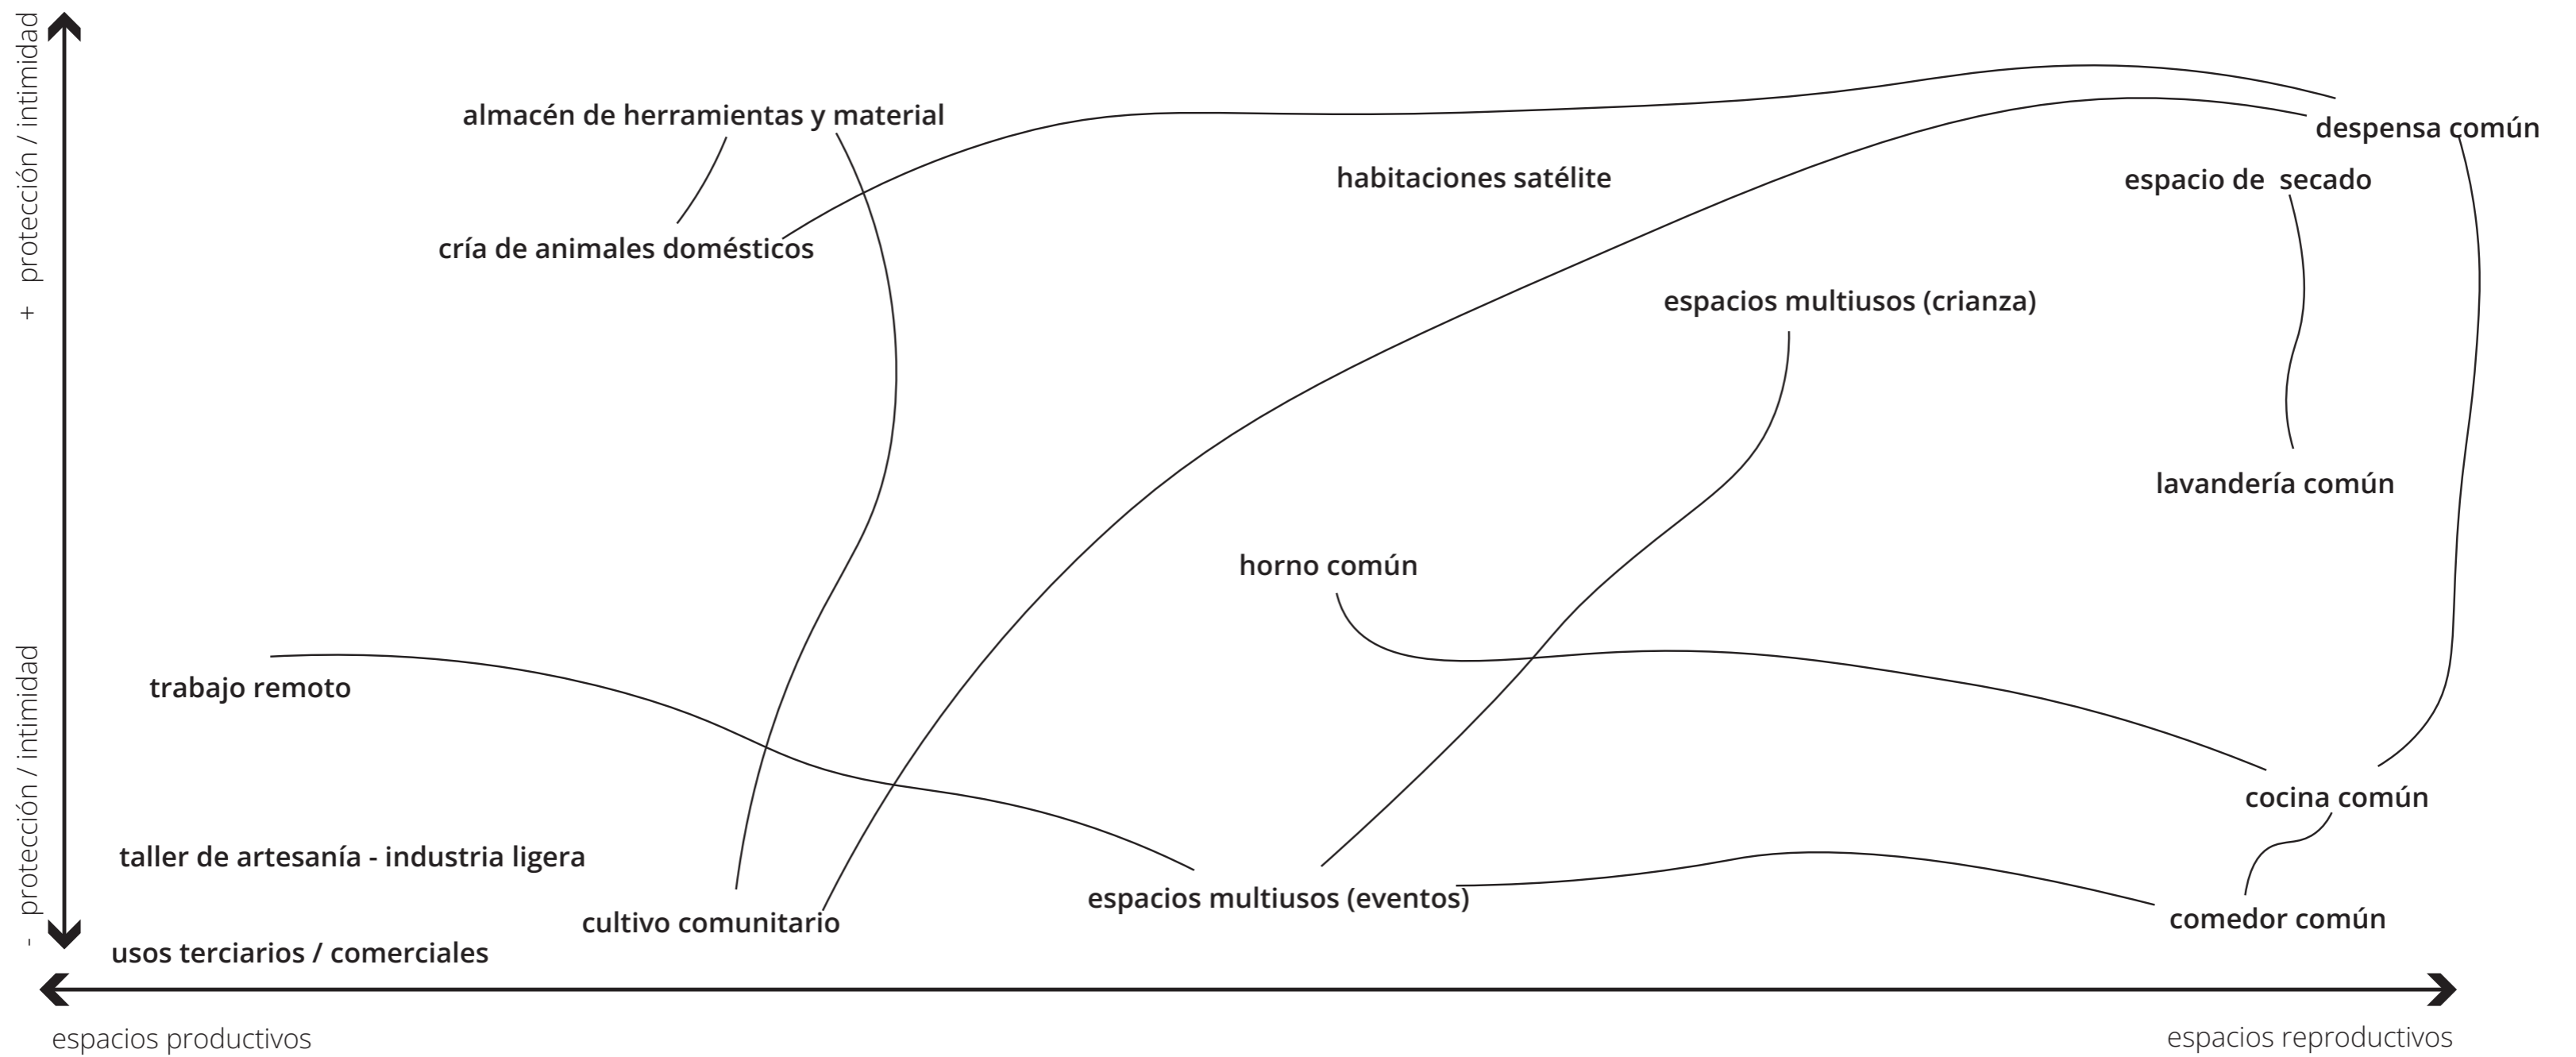 + protección / intimidad
almacén de herramientas y material
despensa común
habitaciones satélite
espacio de secado
cría de animales domésticos
espacios multiusos (crianza)
lavandería común
horno común
- protección / intimidad
trabajo remoto
cocina común
taller de artesanía - industria ligera
espacios multiusos (eventos)
comedor común
cultivo comunitario
usos terciarios / comerciales
espacios productivos
espacios reproductivos